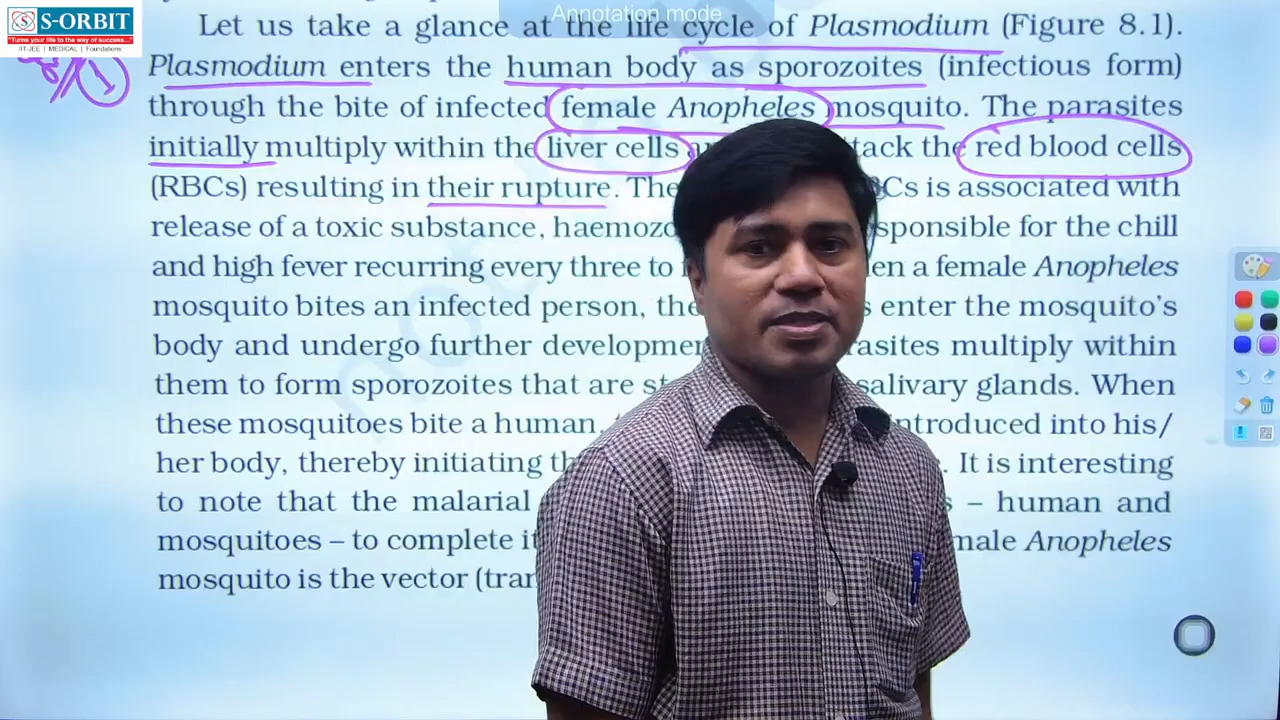 S-ORBIT
"Turns your life to the way of success..."
IIT-JEE | MEDICAL | Foundations
Annotation mode
Let us take a glance at the life cycle of Plasmodium (Figure 8.1).
Plasmodium enters the human body as sporozoites (infectious form)
through the bite of infected female Anopheles mosquito. The parasites
initially multiply within the liver cells tack the red blood cells
(RBCs) resulting in their rupture. The Cs is associated with
release of a toxic substance, haemozo sponsible for the chill
and high fever recurring every three to en a female Anopheles
mosquito bites an infected person, the s enter the mosquito's
body and undergo further developmen rasites multiply within
them to form sporozoites that are st salivary glands. When
these mosquitoes bite a human, ntroduced into his/
her body, thereby initiating th . It is interesting
to note that the malarial s – human and
mosquitoes – to complete it male Anopheles
mosquito is the vector (tran